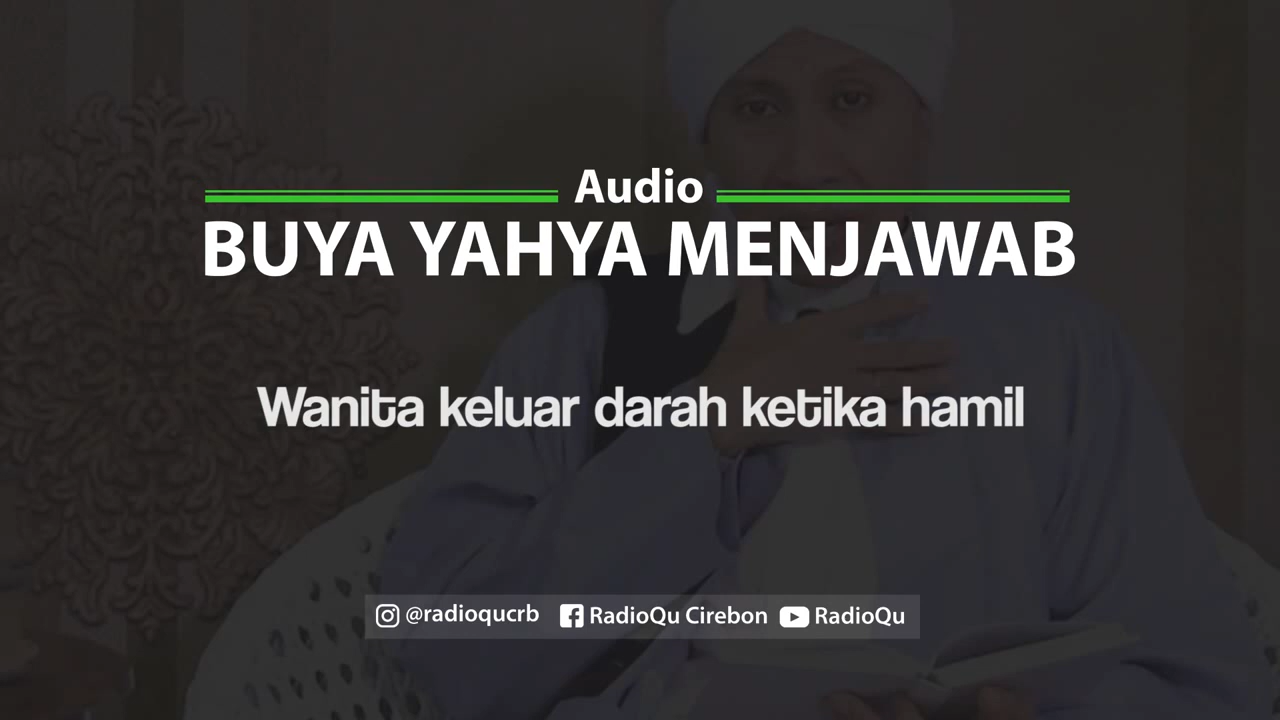 Audio
BUYA YAHYA MENJAWAB
Wanita keluar darah ketika hamil
@radioqucrb RadioQu Cirebon RadioQu